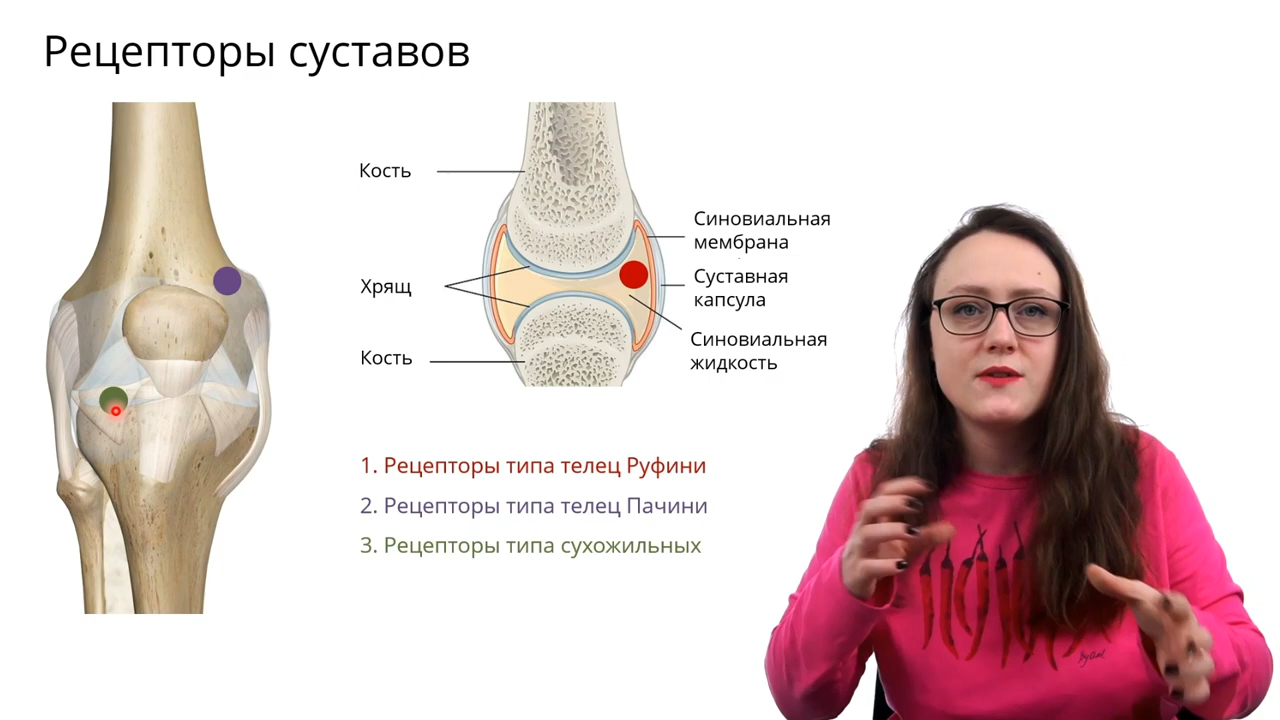 Рецепторы суставов
Кость
Хрящ
Кость
Синовиальная
мембрана
Суставная
капсула
Синовиальная
жидкость
1. Рецепторы типа телец Руфини
2. Рецепторы типа телец Пачини
3. Рецепторы типа сухожильных